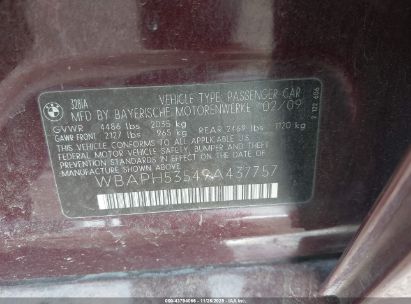 BMW
328iA
VEHICLE TYPE: PASSENGER CAR
MFD BY BAYERISCHE MOTORENWERKE 02/09
GVWR 4486 lbs 2035 kg
GAWR FRONT 2127 lbs 965 kg REAR 2469 lbs 1120 kg
THIS VEHICLE CONFORMS TO ALL APPLICABLE U.S.
FEDERAL MOTOR VEHICLE SAFETY, BUMPER AND THEFT
PREVENTION STANDARDS IN EFFECT ON THE DATE OF
MANUFACTURE SHOWN ABOVE.
WBAPH53549A437757